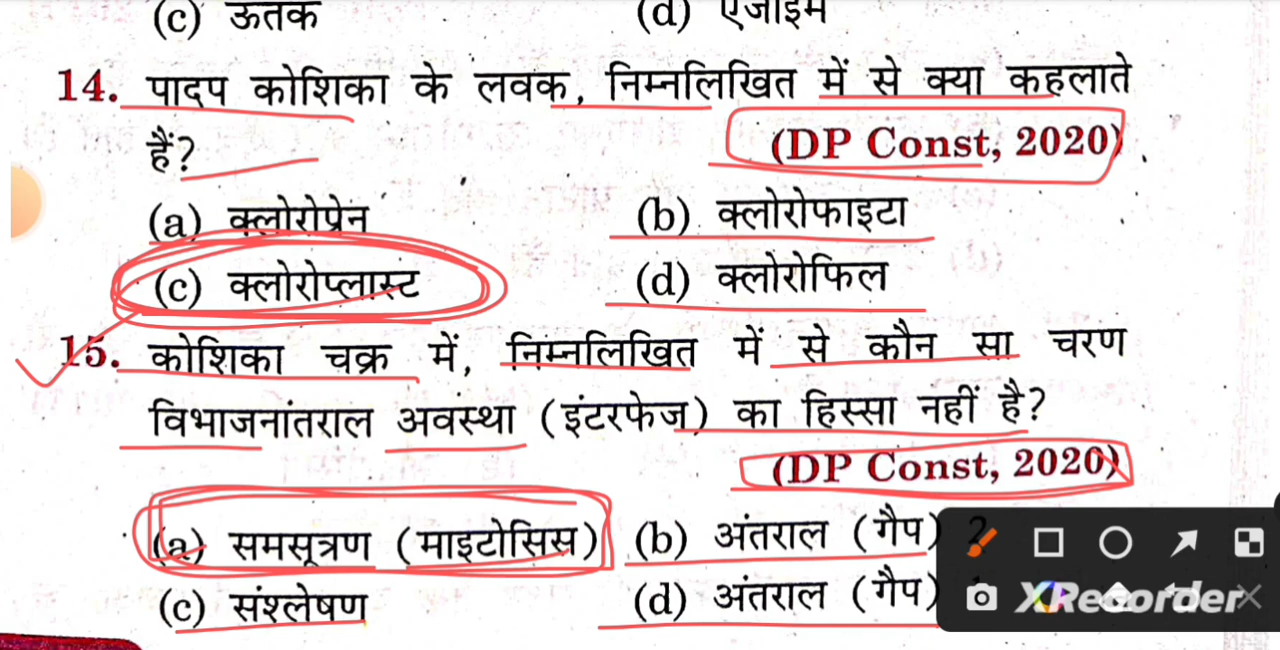 (c) ऊतक (d) एंजाइम
14. पादप कोशिका के लवक, निम्नलिखित में से क्या कहलाते
हैं? (DP Const, 2020)
(a) क्लोरोप्रेन (b) क्लोरोफाइटा
(c) क्लोरोप्लास्ट (d) क्लोरोफिल
15. कोशिका चक्र में, निम्नलिखित में से कौन सा चरण
विभाजनांतराल अवस्था (इंटरफेज) का हिस्सा नहीं है?
(DP Const, 2020)
(a) समसूत्रण (माइटोसिस) (b) अंतराल (गैप) 2
(c) संश्लेषण (d) अंतराल (गैप)
XRecorder